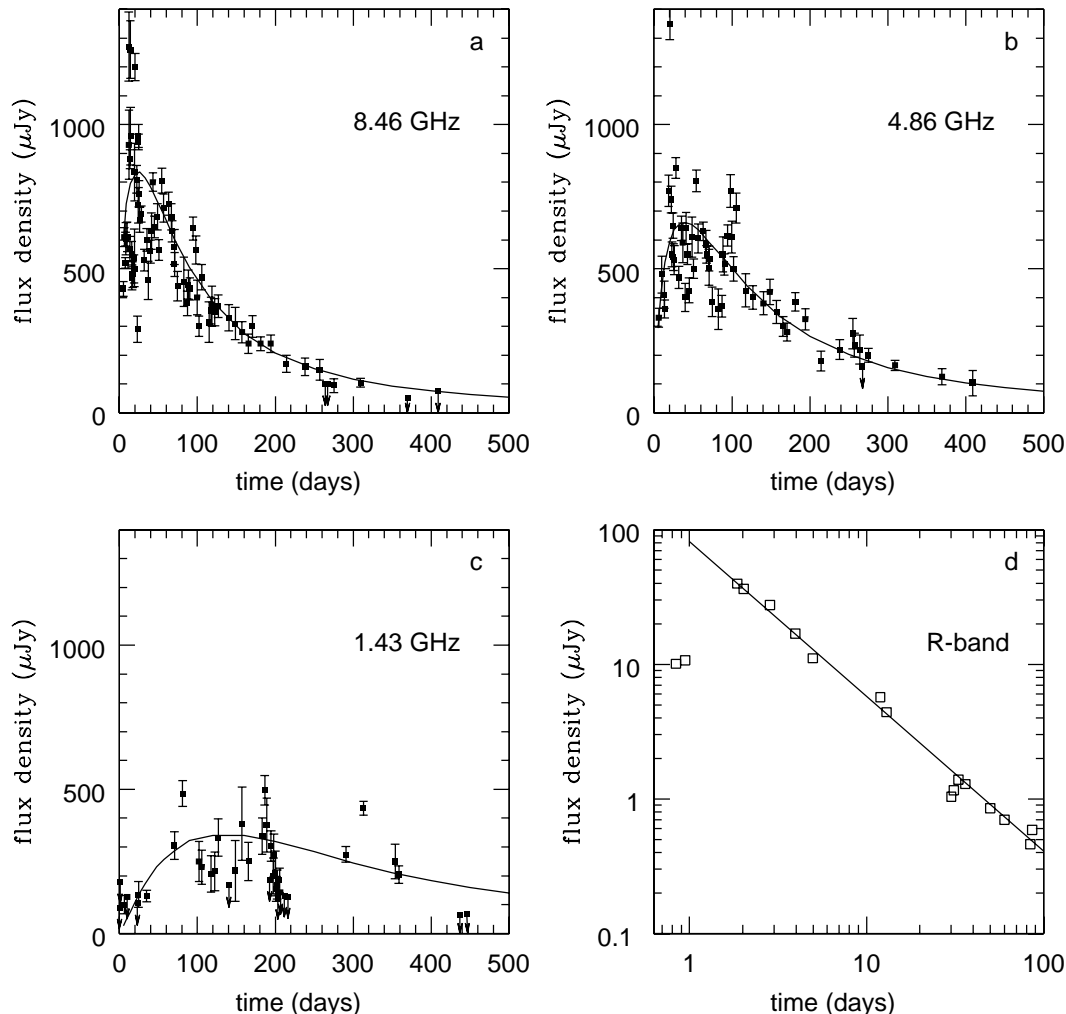 a
8.46 GHz
flux density (μJy)
1000
500
0
0 100 200 300 400 500
time (days)
b
4.86 GHz
flux density (μJy)
1000
500
0
0 100 200 300 400 500
time (days)
c
1.43 GHz
flux density (μJy)
1000
500
0
0 100 200 300 400 500
time (days)
d
R-band
flux density (μJy)
100
10
1
0.1
1 10 100
time (days)